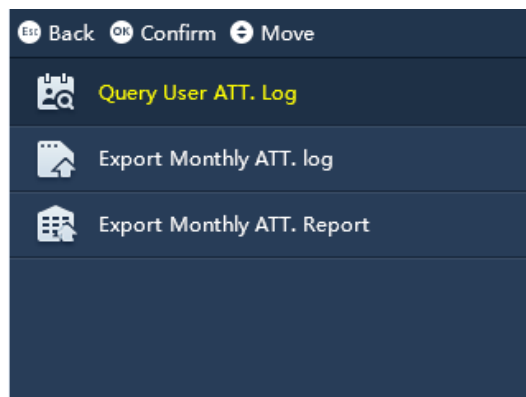 Esc Back OK Confirm Move
Query User ATT. Log
Export Monthly ATT. log
Export Monthly ATT. Report